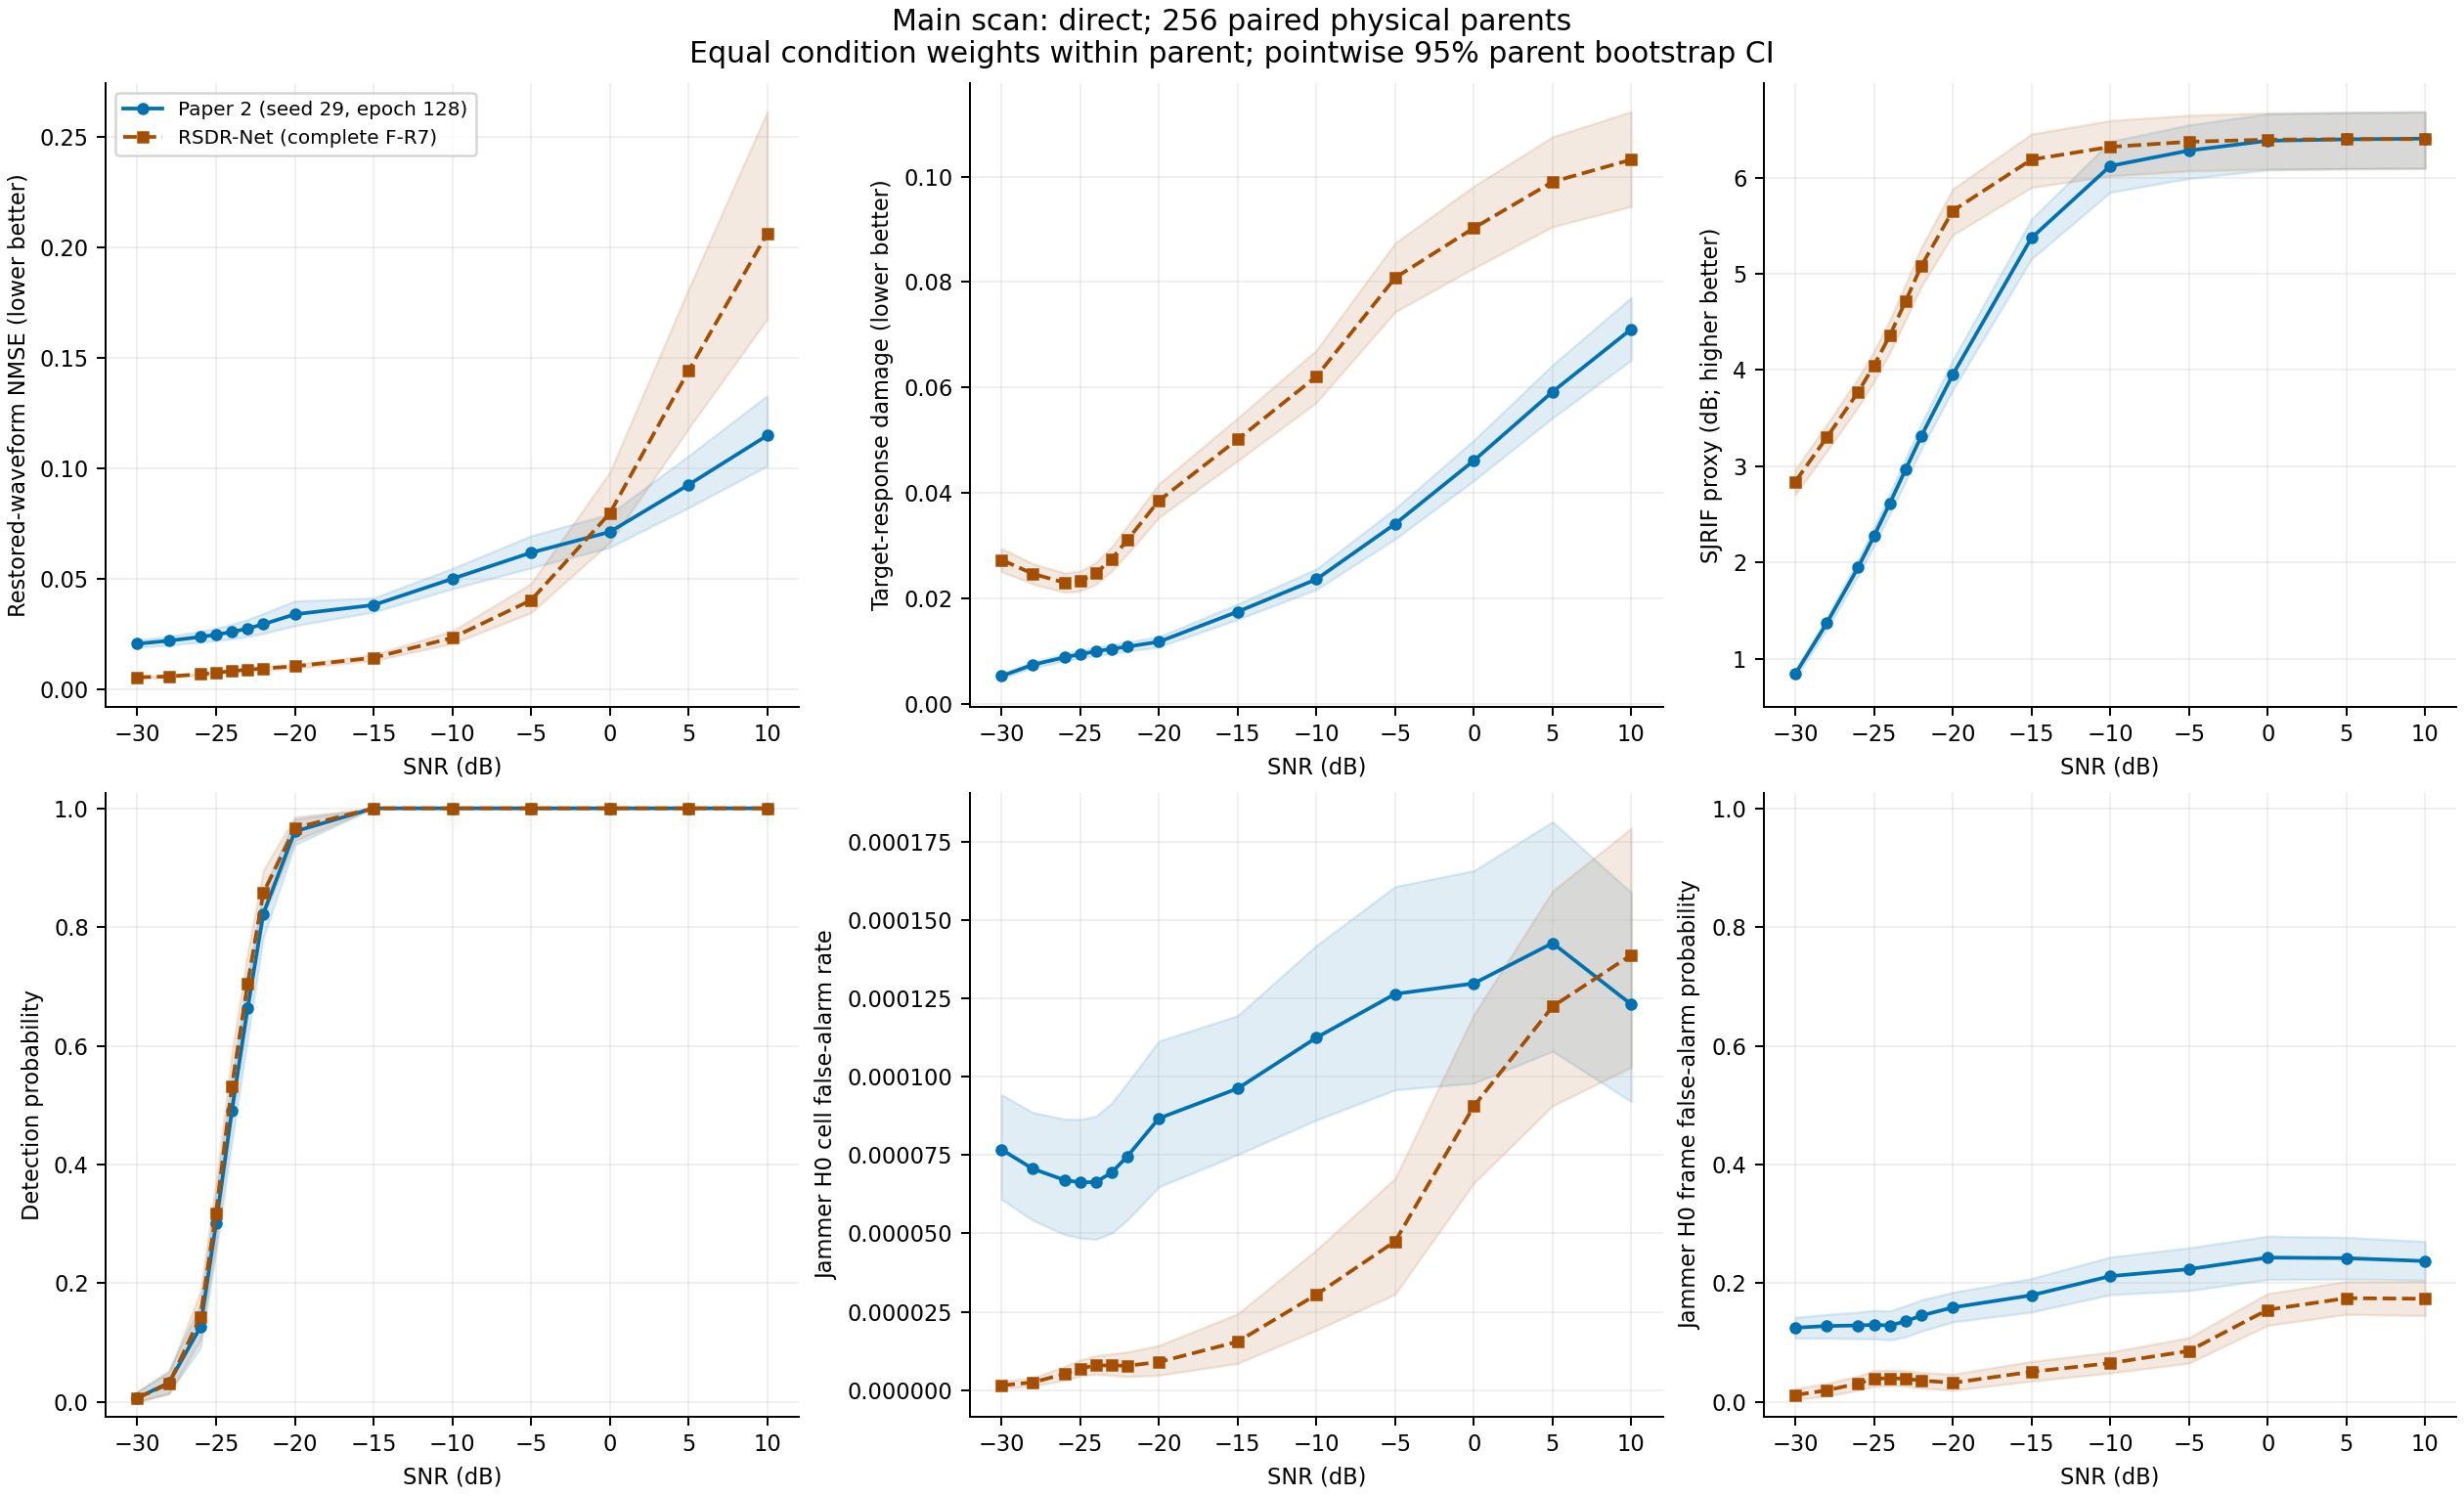 Main scan: direct; 256 paired physical parents
Equal condition weights within parent; pointwise 95% parent bootstrap CI
Restored-waveform NMSE (lower better)
0.25
0.20
0.15
0.10
0.05
0.00
Paper 2 (seed 29, epoch 128)
RSDR-Net (complete F-R7)
−30 −25 −20 −15 −10 −5 0 5 10
SNR (dB)
Target-response damage (lower better)
0.10
0.08
0.06
0.04
0.02
0.00
−30 −25 −20 −15 −10 −5 0 5 10
SNR (dB)
SJRIF proxy (dB; higher better)
6
5
4
3
2
1
−30 −25 −20 −15 −10 −5 0 5 10
SNR (dB)
Detection probability
1.0
0.8
0.6
0.4
0.2
0.0
−30 −25 −20 −15 −10 −5 0 5 10
SNR (dB)
Jammer H0 cell false-alarm rate
0.000175
0.000150
0.000125
0.000100
0.000075
0.000050
0.000025
0.000000
−30 −25 −20 −15 −10 −5 0 5 10
SNR (dB)
Jammer H0 frame false-alarm probability
1.0
0.8
0.6
0.4
0.2
0.0
−30 −25 −20 −15 −10 −5 0 5 10
SNR (dB)